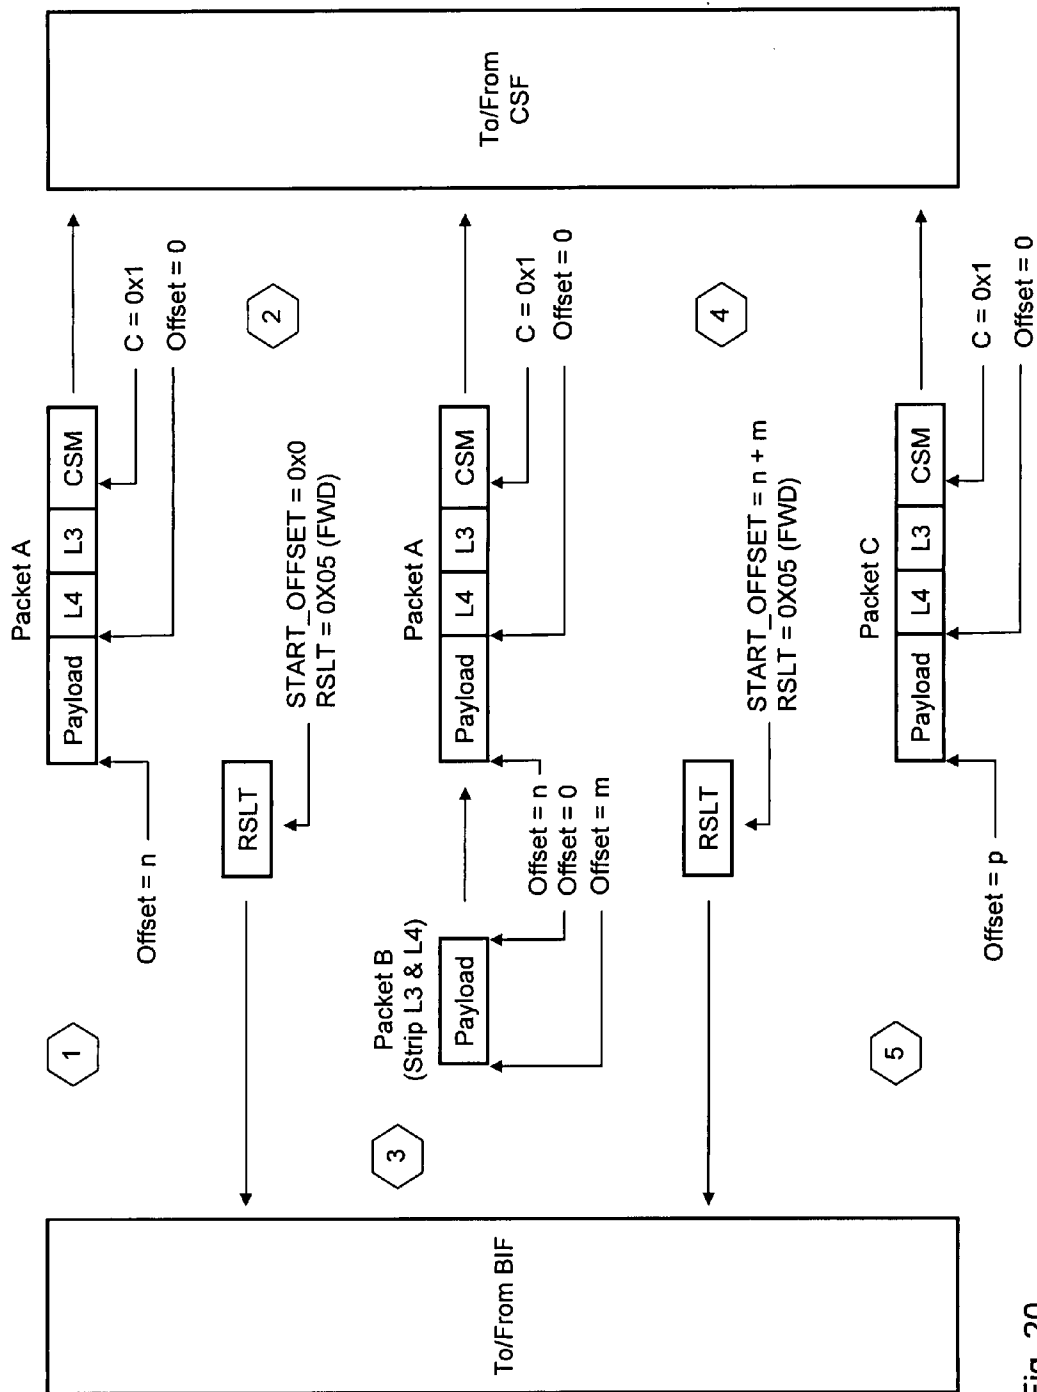 To/From BIF
1
Offset = n
Packet A
Payload
L4
L3
CSM
C = 0x1
Offset = 0
2
RSLT
START_OFFSET = 0x0
RSLT = 0X05 (FWD)
3
Packet B
(Strip L3 & L4)
Payload
Offset = n
Offset = 0
Offset = m
Packet A
Payload
L4
L3
CSM
C = 0x1
Offset = 0
4
RSLT
START_OFFSET = n + m
RSLT = 0X05 (FWD)
5
Offset = p
Packet C
Payload
L4
L3
CSM
C = 0x1
Offset = 0
To/From
CSF
Fig. 20